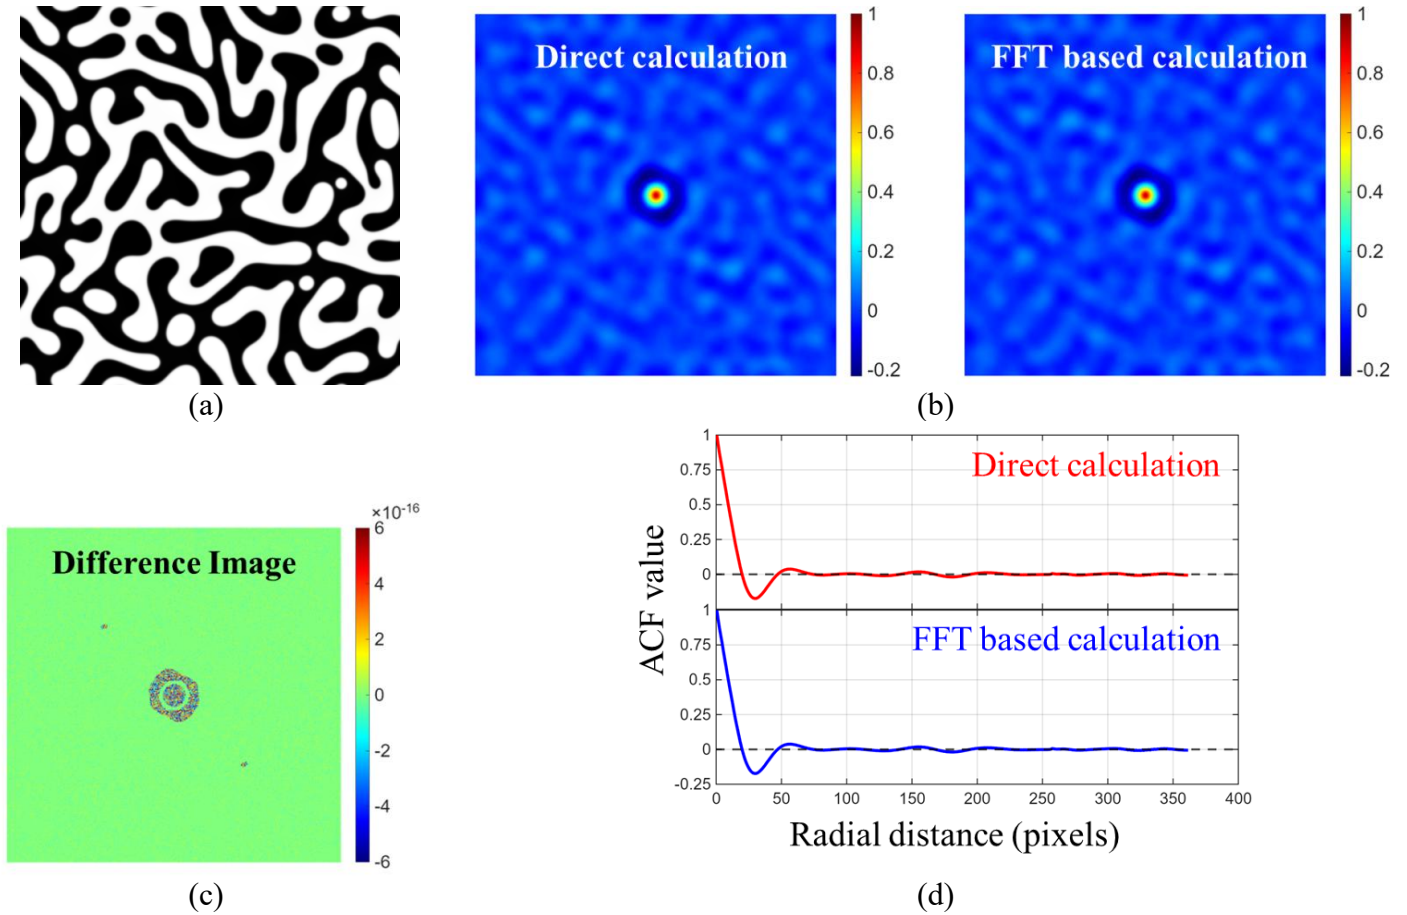 Direct calculation
1
0.8
0.6
0.4
0.2
0
-0.2
FFT based calculation
1
0.8
0.6
0.4
0.2
0
-0.2
(a)
(b)
×10⁻¹⁶
Difference Image
6
4
2
0
-2
-4
-6
(c)
ACF value
Direct calculation
1
0.75
0.5
0.25
0
FFT based calculation
1
0.75
0.5
0.25
0
-0.25
0 50 100 150 200 250 300 350 400
Radial distance (pixels)
(d)